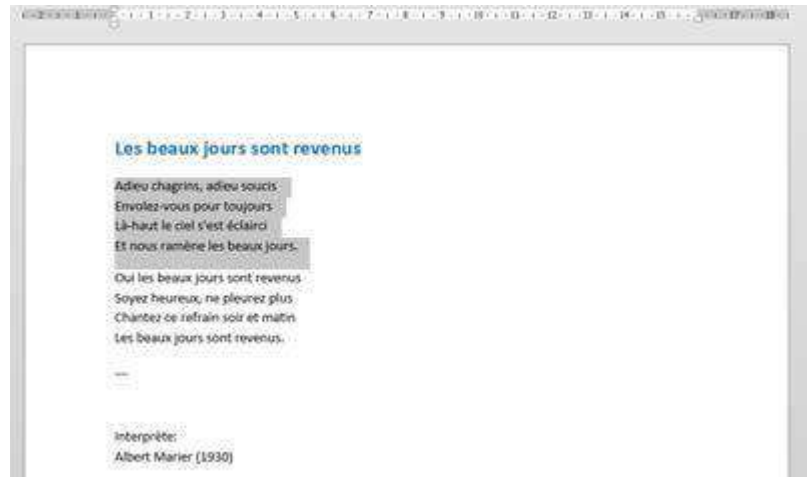 Les beaux jours sont revenus
Adieu chagrins, adieu soucis
Envolez-vous pour toujours
Là-haut le ciel s'est éclairci
Et nous ramène les beaux jours.
Oui les beaux jours sont revenus
Soyez heureux, ne pleurez plus
Chantez ce refrain soir et matin
Les beaux jours sont revenus.
---
Interprète:
Albert Marier (1930)